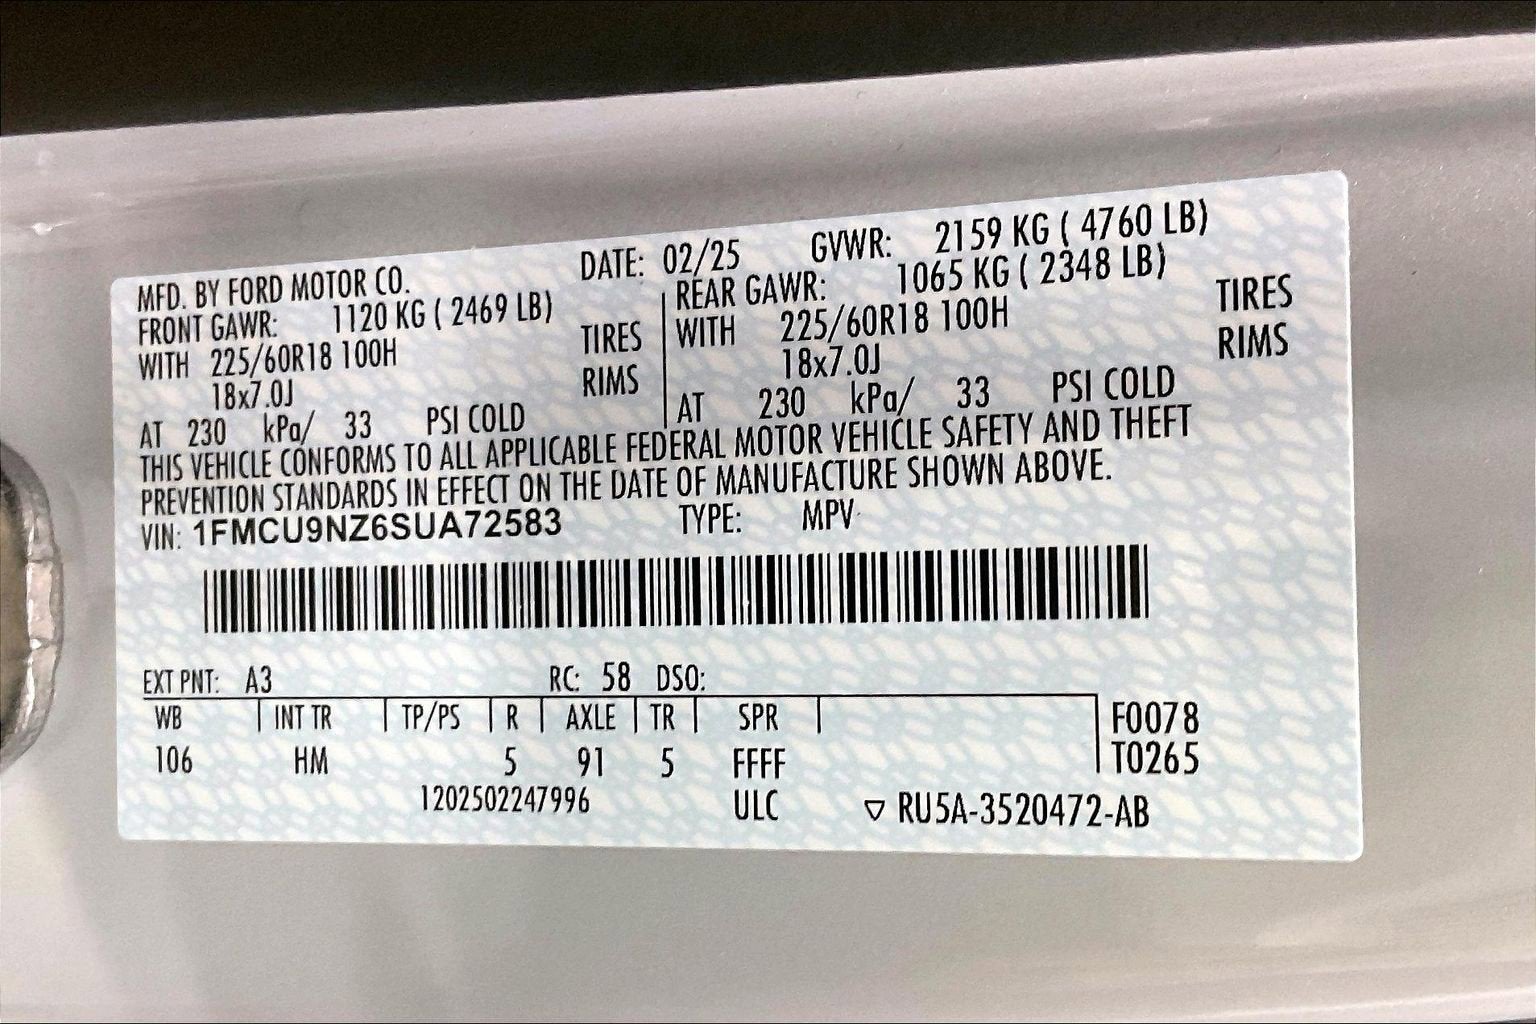 MFD. BY FORD MOTOR CO. DATE: 02/25 GVWR: 2159 KG ( 4760 LB)
FRONT GAWR: 1120 KG ( 2469 LB) REAR GAWR: 1065 KG ( 2348 LB)
WITH 225/60R18 100H TIRES WITH 225/60R18 100H TIRES
18x7.0J RIMS 18x7.0J RIMS
AT 230 kPa/ 33 PSI COLD AT 230 kPa/ 33 PSI COLD
THIS VEHICLE CONFORMS TO ALL APPLICABLE FEDERAL MOTOR VEHICLE SAFETY AND THEFT
PREVENTION STANDARDS IN EFFECT ON THE DATE OF MANUFACTURE SHOWN ABOVE.
VIN: 1FMCU9NZ6SUA72583 TYPE: MPV
EXT PNT: A3 RC: 58 DSO:
WB INT TR TP/PS R AXLE TR SPR F0078
106 HM 5 91 5 FFFF T0265
1202502247996 ULC ▽ RU5A-3520472-AB